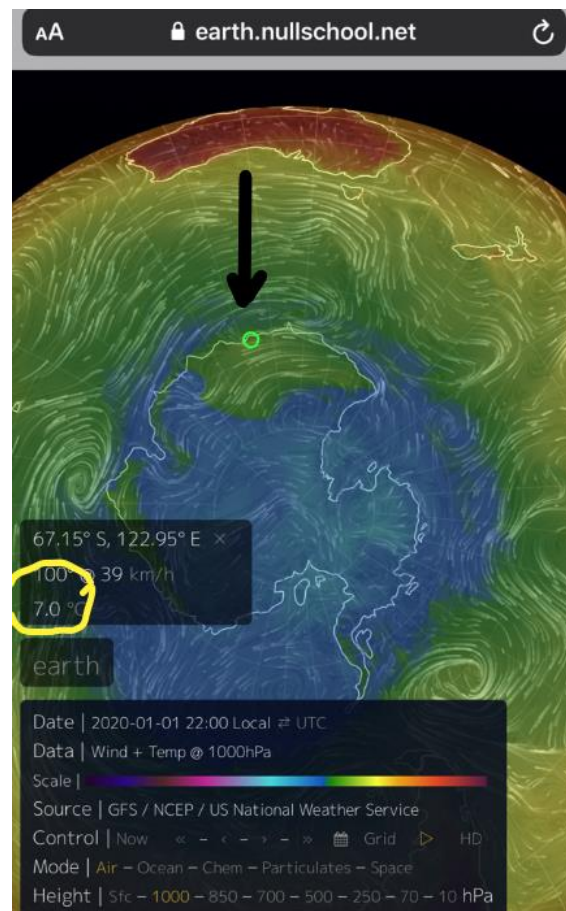 AA earth.nullschool.net
67.15° S, 122.95° E ×
100° @ 39 km/h
7.0 °C
earth
Date | 2020-01-01 22:00 Local ⇄ UTC
Data | Wind + Temp @ 1000hPa
Scale |
Source | GFS / NCEP / US National Weather Service
Control | Now « – ‹ – › – » Grid HD
Mode | Air – Ocean – Chem – Particulates – Space
Height | Sfc – 1000 – 850 – 700 – 500 – 250 – 70 – 10 hPa